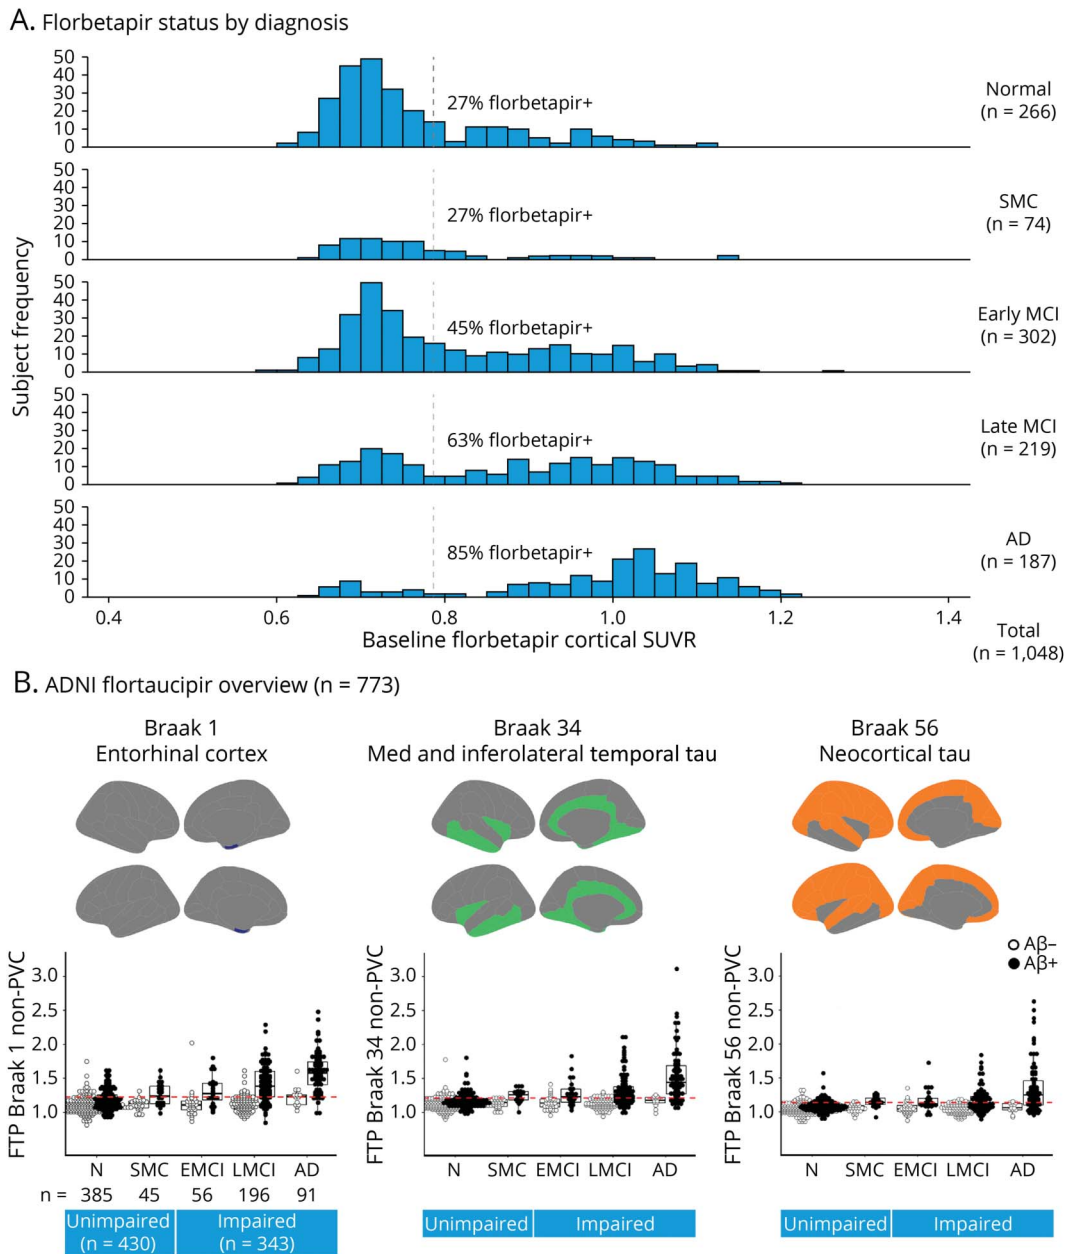 A. Florbetapir status by diagnosis
50
40
30
20
10
0
27% florbetapir+
Normal
(n = 266)
50
40
30
20
10
0
27% florbetapir+
SMC
(n = 74)
50
40
30
20
10
0
45% florbetapir+
Early MCI
(n = 302)
50
40
30
20
10
0
63% florbetapir+
Late MCI
(n = 219)
50
40
30
20
10
0
85% florbetapir+
AD
(n = 187)
Subject frequency
0.4 0.6 0.8 1.0 1.2 1.4
Baseline florbetapir cortical SUVR
Total
(n = 1,048)
B. ADNI flortaucipir overview (n = 773)
Braak 1
Entorhinal cortex
Braak 34
Med and inferolateral temporal tau
Braak 56
Neocortical tau
Aβ–
Aβ+
FTP Braak 1 non-PVC
3.0
2.5
2.0
1.5
1.0
N SMC EMCI LMCI AD
n = 385 45 56 196 91
Unimpaired
(n = 430)
Impaired
(n = 343)
FTP Braak 34 non-PVC
3.0
2.5
2.0
1.5
1.0
N SMC EMCI LMCI AD
Unimpaired Impaired
FTP Braak 56 non-PVC
3.0
2.5
2.0
1.5
1.0
N SMC EMCI LMCI AD
Unimpaired Impaired